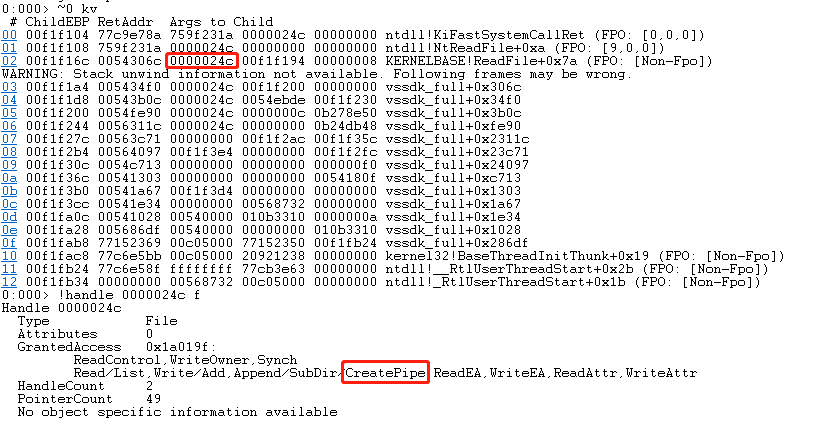 0:000> ~0 kv
 # ChildEBP RetAddr  Args to Child
00 00f1f104 77c9e78a 759f231a 0000024c 00000000 ntdll!KiFastSystemCallRet (FPO: [0,0,0])
01 00f1f108 759f231a 0000024c 00000000 00000000 ntdll!NtReadFile+0xa (FPO: [9,0,0])
02 00f1f16c 0054306c 0000024c 00f1f194 00000008 KERNELBASE!ReadFile+0x7a (FPO: [Non-Fpo])
WARNING: Stack unwind information not available. Following frames may be wrong.
03 00f1f1a4 005434f0 0000024c 00f1f200 00000000 vssdk_full+0x306c
04 00f1f1d8 00543b0c 0000024c 0054ebde 00f1f230 vssdk_full+0x34f0
05 00f1f200 0054fe90 0000024c 00000000c 0b278e50 vssdk_full+0x3b0c
06 00f1f244 0056311c 0000024c 00000000 0b24db48 vssdk_full+0xfe90
07 00f1f27c 00563c71 00000000 00f1f2ac 00f1f35c vssdk_full+0x2311c
08 00f1f2b4 00564097 00f1f3e4 00000000 00f1f2fc vssdk_full+0x23c71
09 00f1f30c 0054c713 00000000 00000000 000000f0 vssdk_full+0x24097
0a 00f1f36c 00541303 00000000 00000000 0054180f vssdk_full+0xc713
0b 00f1f3b0 00541a67 00f1f3d4 00000000 00000000 vssdk_full+0x1303
0c 00f1f3cc 00541e34 00000000 00568732 00000000 vssdk_full+0x1a67
0d 00f1fa0c 00541028 00540000 010b3310 0000000a vssdk_full+0x1e34
0e 00f1fa28 005686df 00540000 00000000 010b3310 vssdk_full+0x1028
0f 00f1fab8 77152369 00c05000 77152350 00f1fb24 vssdk_full+0x286df
10 00f1fac8 77c6e5bb 00c05000 20921238 00000000 kernel32!BaseThreadInitThunk+0x19 (FPO: [Non-Fpo])
11 00f1fb24 77c6e58f ffffffff 77cb3e63 00000000 ntdll!__RtlUserThreadStart+0x2b (FPO: [Non-Fpo])
12 00f1fb34 00000000 00568732 00c05000 00000000 ntdll!_RtlUserThreadStart+0x1b (FPO: [Non-Fpo])
0:000> !handle 0000024c f
Handle 0000024c
  Type         	File
  Attributes   	0
  GrantedAccess	0x1a019f:
         ReadControl,WriteOwner,Synch
         Read/List,Write/Add,Append/SubDir/CreatePipe,ReadEA,WriteEA,ReadAttr,WriteAttr
  HandleCount  	2
  PointerCount 	49
  No object specific information available